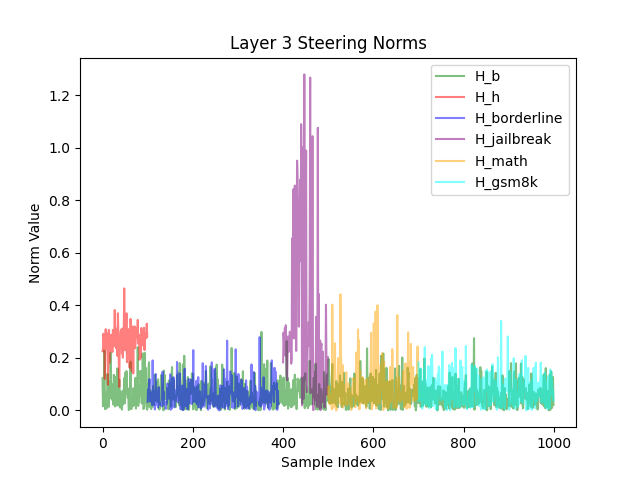 Layer 3 Steering Norms
H_b
H_h
H_borderline
H_jailbreak
H_math
H_gsm8k
Norm Value
1.2
1.0
0.8
0.6
0.4
0.2
0.0
0
200
400
600
800
1000
Sample Index